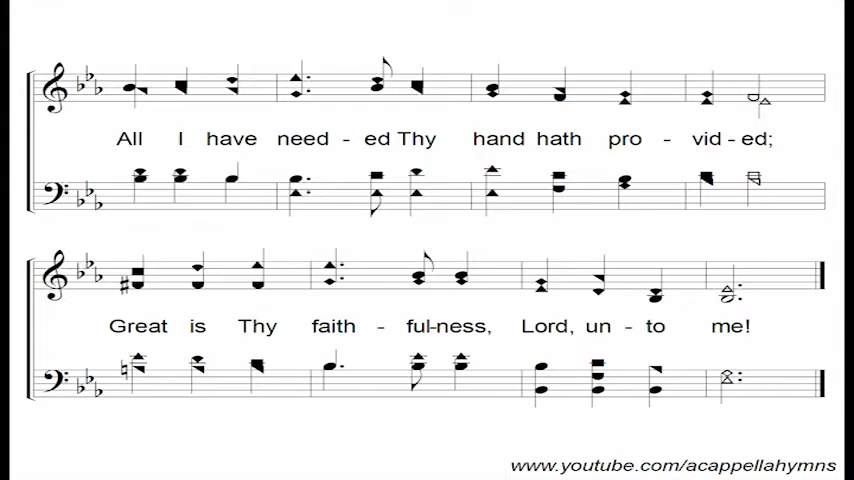 All I have need - ed Thy hand hath pro - vid - ed;
Great is Thy faith - ful-ness, Lord, un - to me!
www.youtube.com/acappellahymns